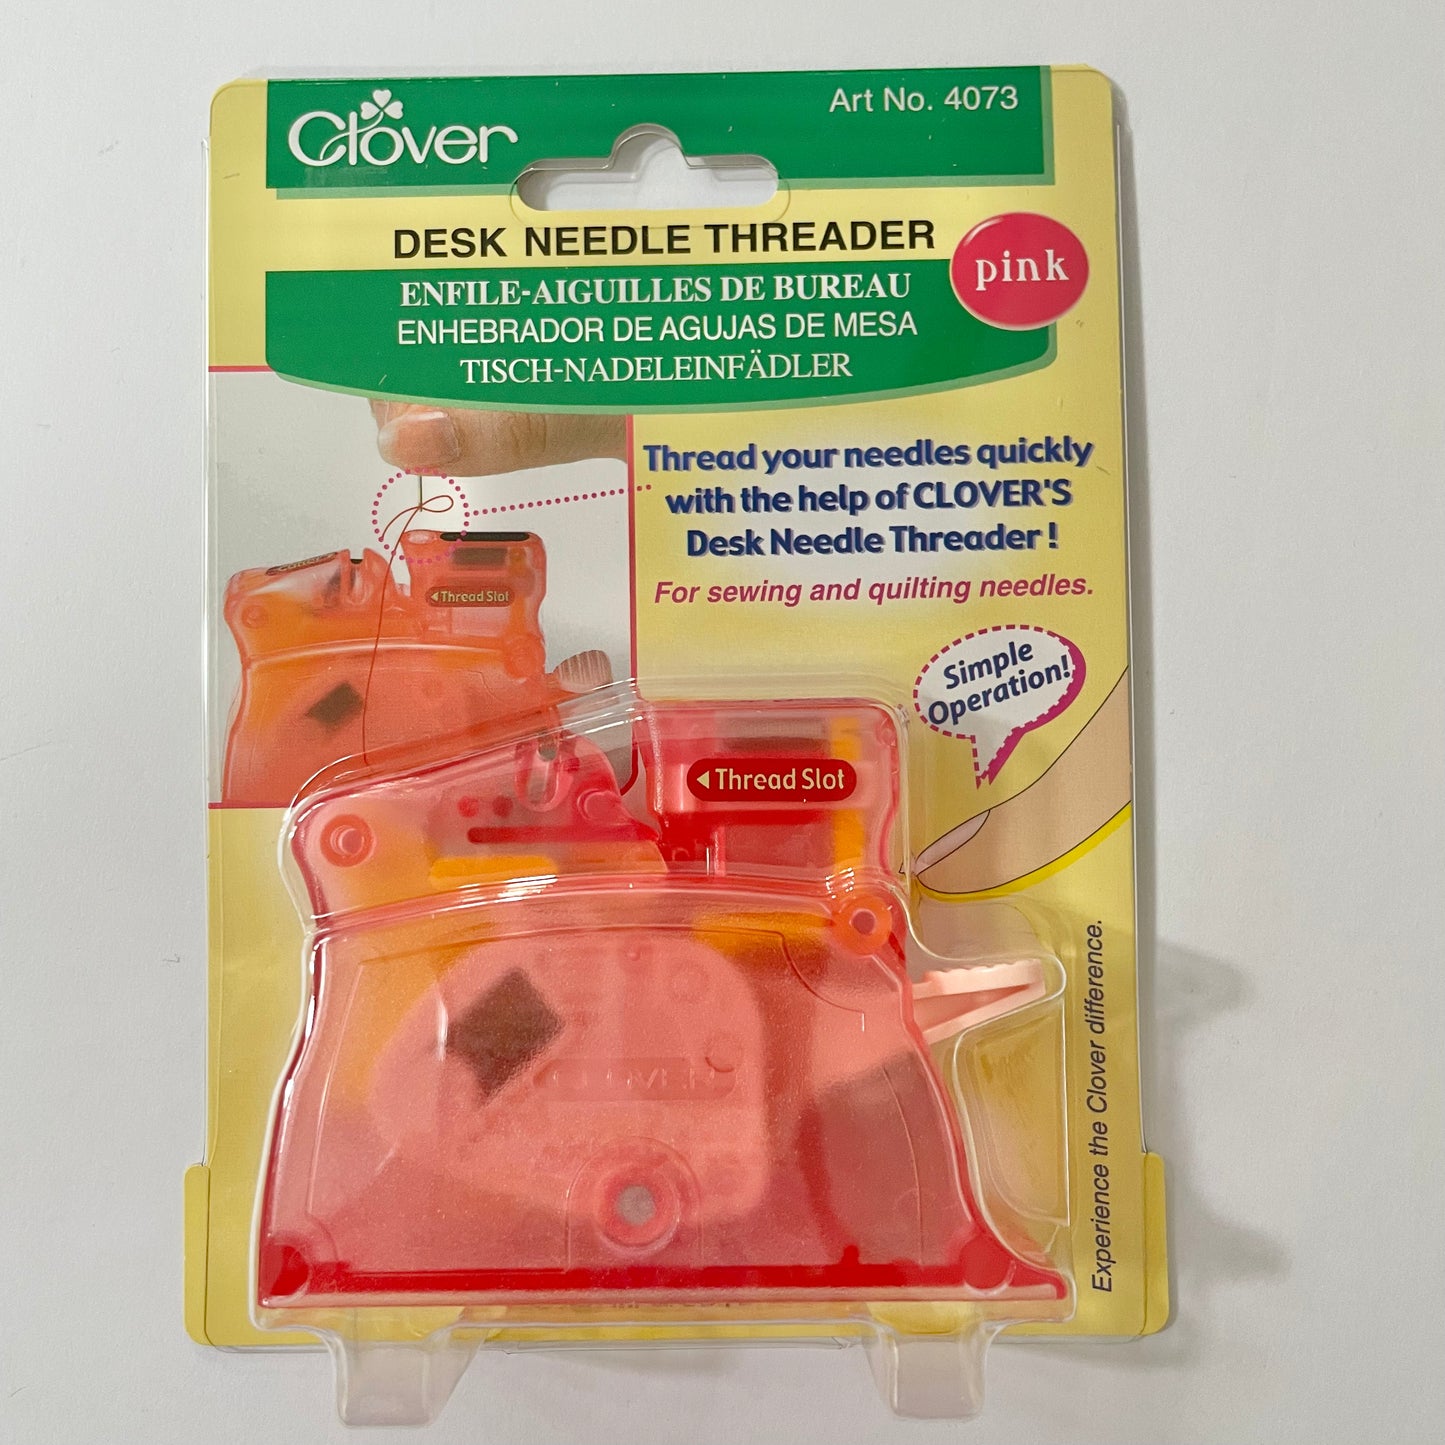 Clover
Art No. 4073
DESK NEEDLE THREADER
pink
ENFILE-AIGUILLES DE BUREAU
ENHEBRADOR DE AGUJAS DE MESA
TISCH-NADELEINFÄDLER
Thread your needles quickly
with the help of CLOVER'S
Desk Needle Threader !
For sewing and quilting needles.
Cutter
◀Thread Slot
Simple
Operation!
◀Thread Slot
CLOVER
Experience the Clover difference.